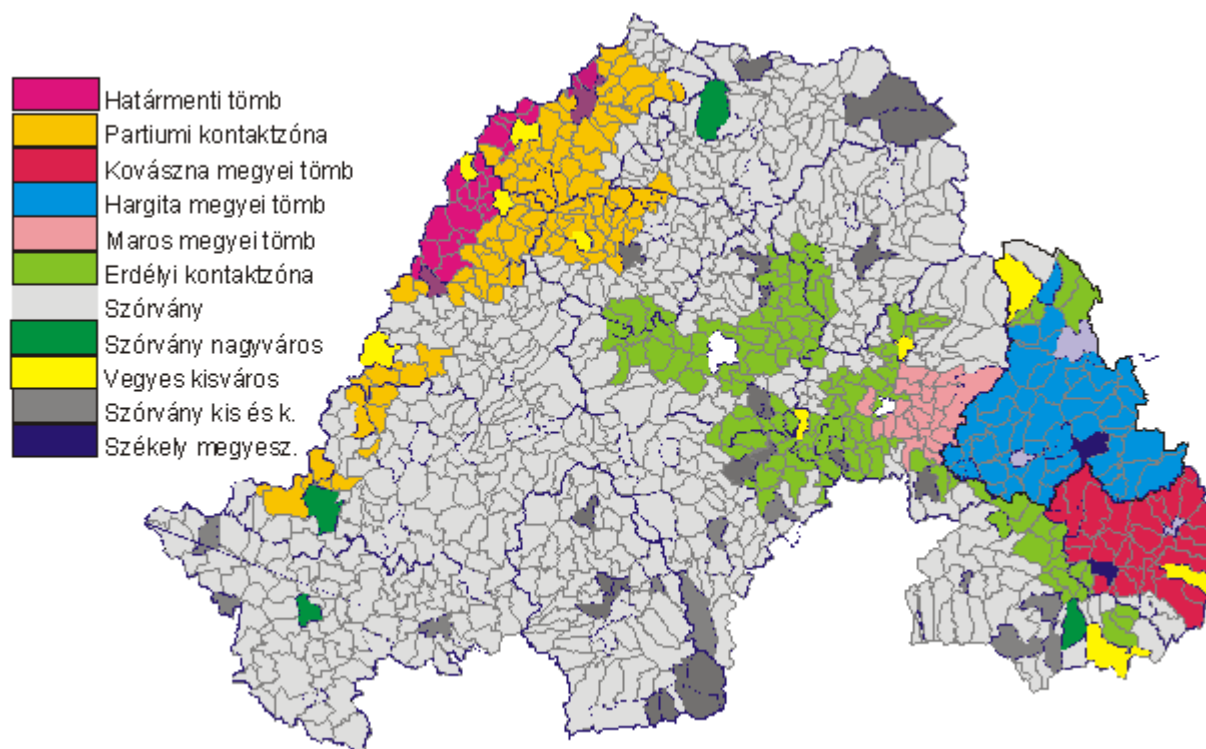 Határmenti tömb
Partiumi kontaktzóna
Kovászna megyei tömb
Hargita megyei tömb
Maros megyei tömb
Erdélyi kontaktzóna
Szórvány
Szórvány nagyváros
Vegyes kisváros
Szórvány kis és k.
Székely megyesz.